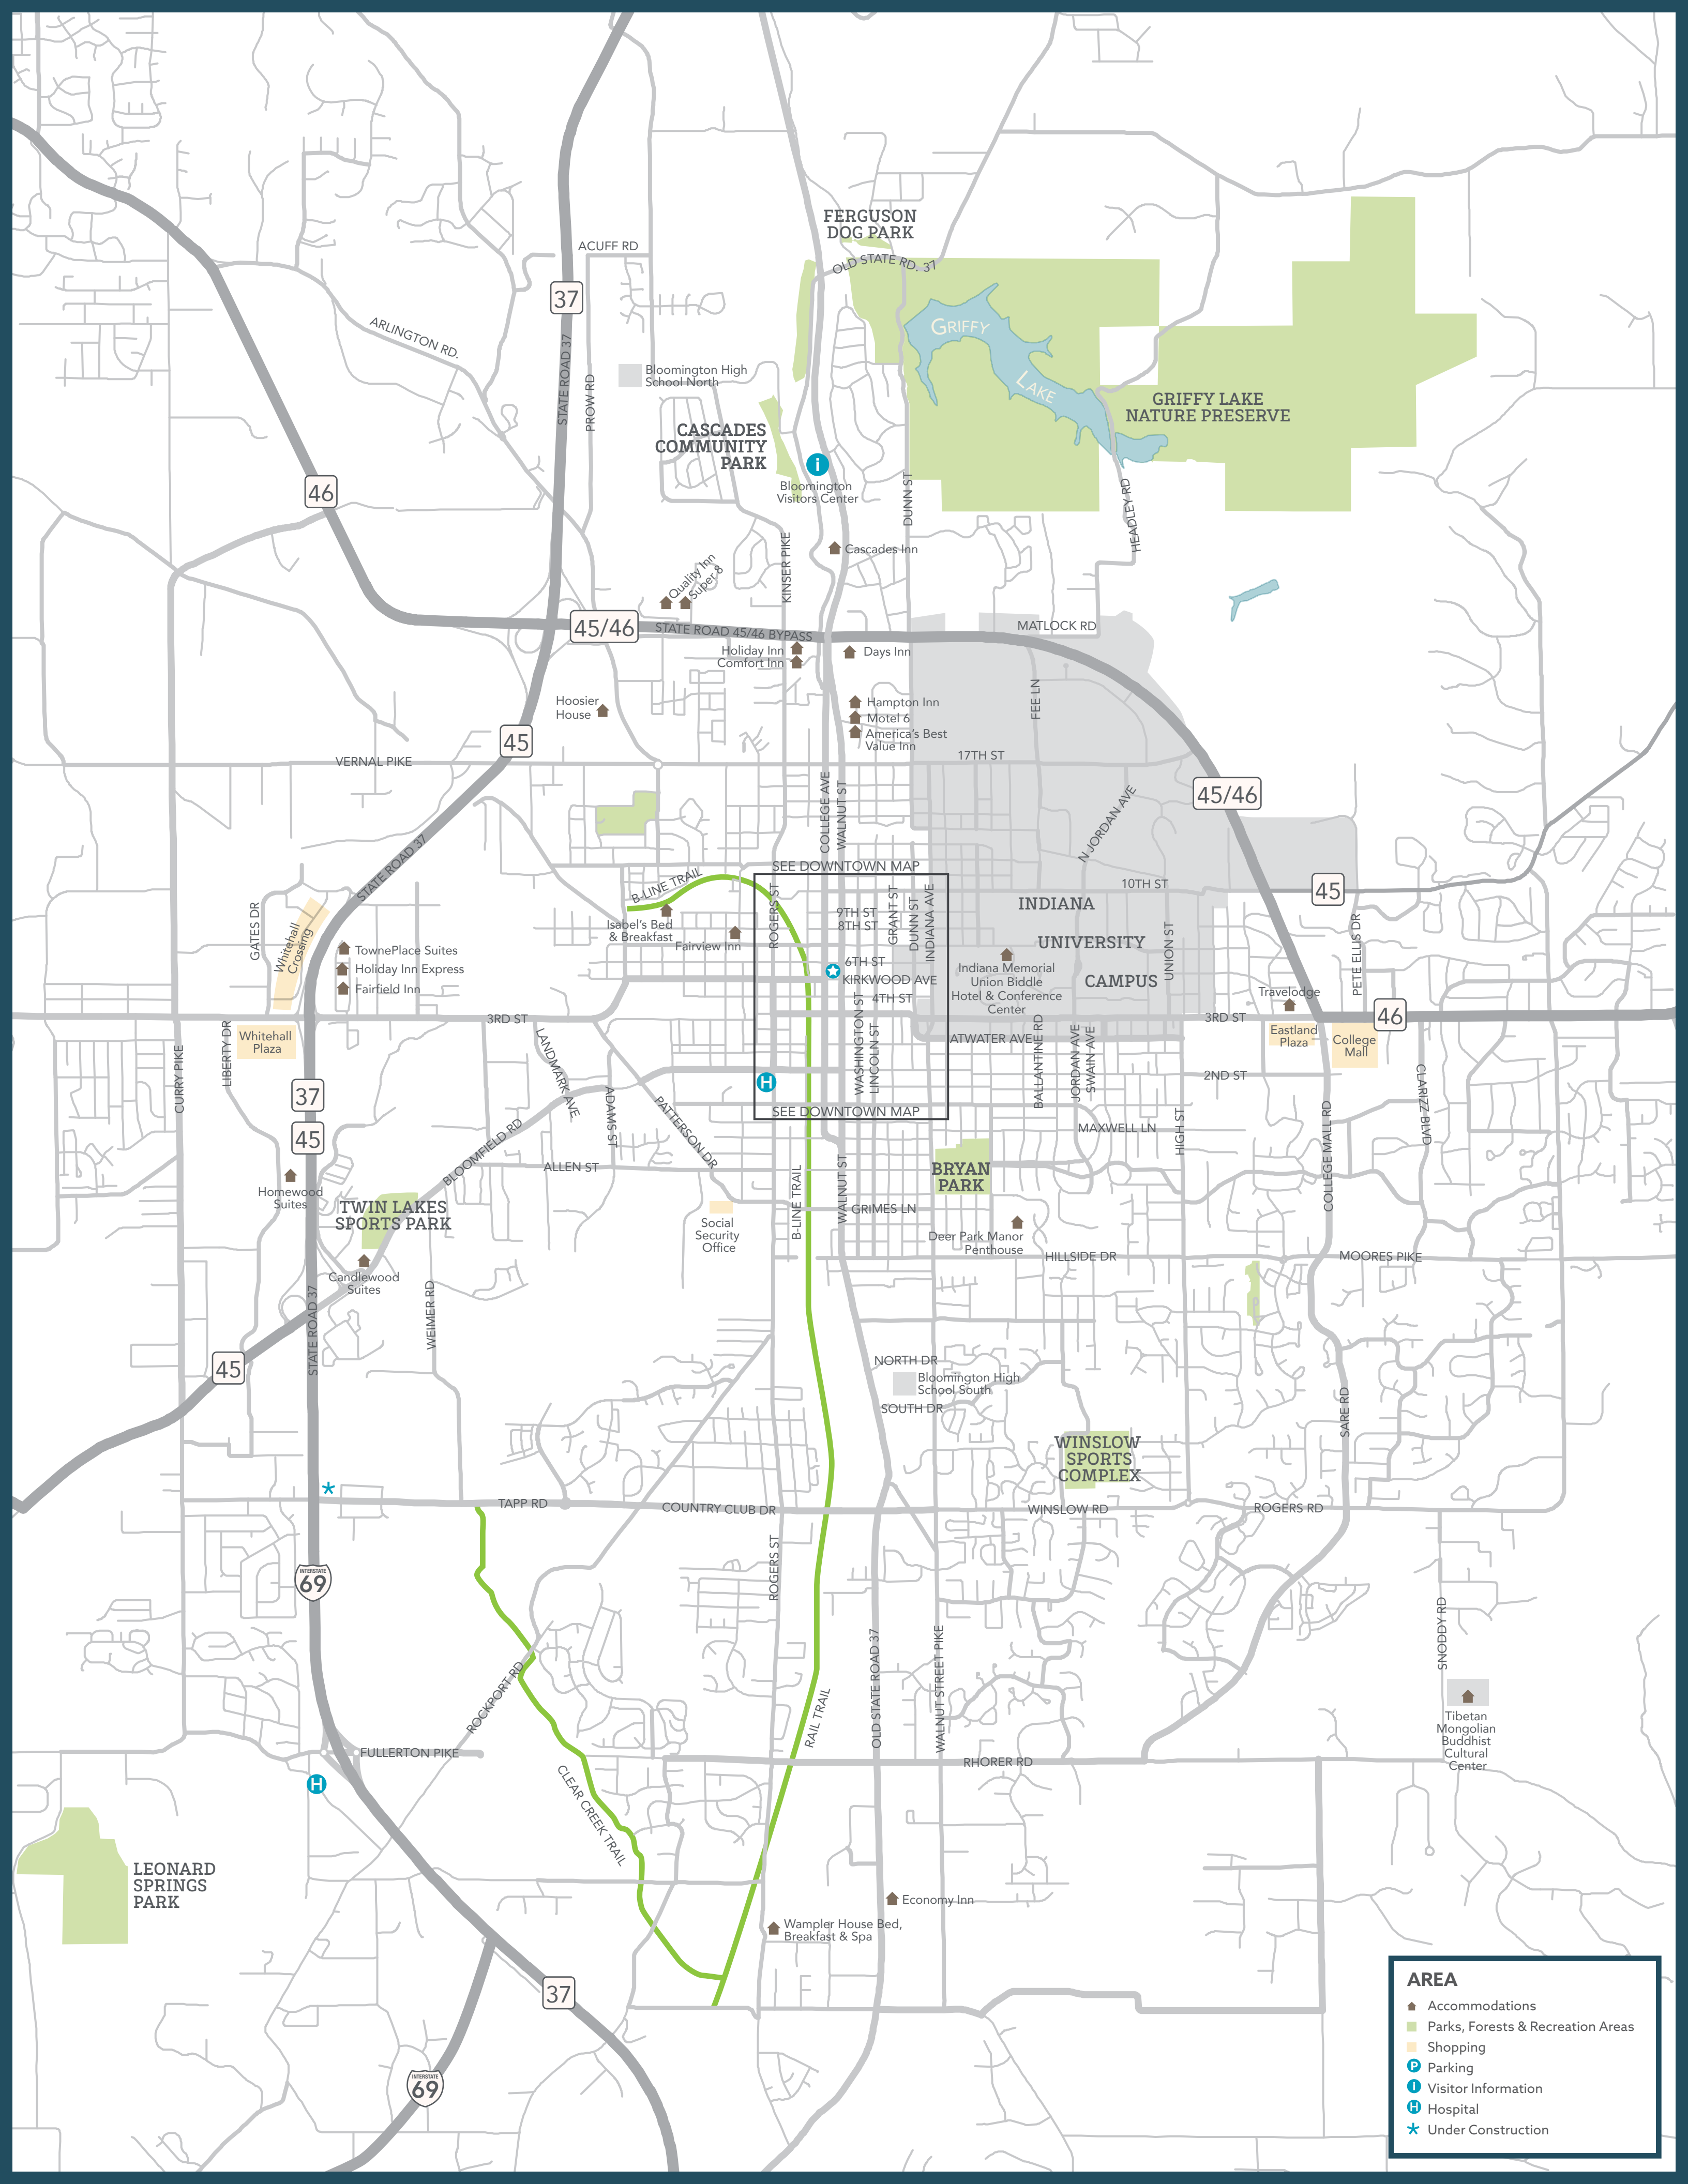 FERGUSON
DOG PARK
ACUFF RD
OLD STATE RD. 37
37
ARLINGTON RD.
STATE ROAD 37
PROW RD
GRIFFY
LAKE
Bloomington High
School North
GRIFFY LAKE
NATURE PRESERVE
CASCADES
COMMUNITY
PARK
i
Bloomington
Visitors Center
46
DUNN ST
HEADLEY RD
KINSER PIKE
Cascades Inn
Quality Inn
Super 8
45/46
STATE ROAD 45/46 BYPASS
MATLOCK RD
Holiday Inn
Comfort Inn
Days Inn
Hoosier
House
Hampton Inn
Motel 6
America's Best
Value Inn
FEE LN
45
VERNAL PIKE
17TH ST
COLLEGE AVE
WALNUT ST
45/46
N JORDAN AVE
STATE ROAD 37
SEE DOWNTOWN MAP
B-LINE TRAIL
10TH ST
45
ROGERS ST
GRANT ST
DUNN ST
INDIANA AVE
9TH ST
8TH ST
INDIANA
UNIVERSITY
CAMPUS
GATES DR
Whitehall
Crossing
Isabel's Bed
& Breakfast
Fairview Inn
TownePlace Suites
Holiday Inn Express
Fairfield Inn
6TH ST
KIRKWOOD AVE
4TH ST
Indiana Memorial
Union Biddle
Hotel & Conference
Center
UNION ST
PETE ELLIS DR
Travelodge
46
3RD ST
3RD ST
Whitehall
Plaza
Eastland
Plaza
College
Mall
LIBERTY DR
CURRY PIKE
LANDMARK AVE
ATWATER AVE
WASHINGTON ST
LINCOLN ST
BALLANTINE RD
JORDAN AVE
SWAIN AVE
2ND ST
37
H
45
ADAMS ST
PATTERSON DR
SEE DOWNTOWN MAP
MAXWELL LN
HIGH ST
COLLEGE MALL RD
CLARIZZ BLVD
BLOOMFIELD RD
ALLEN ST
B-LINE TRAIL
WALNUT ST
BRYAN
PARK
Homewood
Suites
TWIN LAKES
SPORTS PARK
GRIMES LN
Social
Security
Office
Deer Park Manor
Penthouse
HILLSIDE DR
MOORES PIKE
Candlewood
Suites
WEIMER RD
STATE ROAD 37
45
NORTH DR
Bloomington High
School South
SOUTH DR
SARE RD
WINSLOW
SPORTS
COMPLEX
TAPP RD
COUNTRY CLUB DR
WINSLOW RD
ROGERS RD
ROGERS ST
INTERSTATE
69
SNODDY RD
OLD STATE ROAD 37
WALNUT STREET PIKE
ROCKPORT RD
RAIL TRAIL
Tibetan
Mongolian
Buddhist
Cultural
Center
FULLERTON PIKE
RHORER RD
H
CLEAR CREEK TRAIL
LEONARD
SPRINGS
PARK
Economy Inn
Wampler House Bed,
Breakfast & Spa
37
INTERSTATE
69
AREA
Accommodations
Parks, Forests & Recreation Areas
Shopping
P Parking
i Visitor Information
H Hospital
* Under Construction